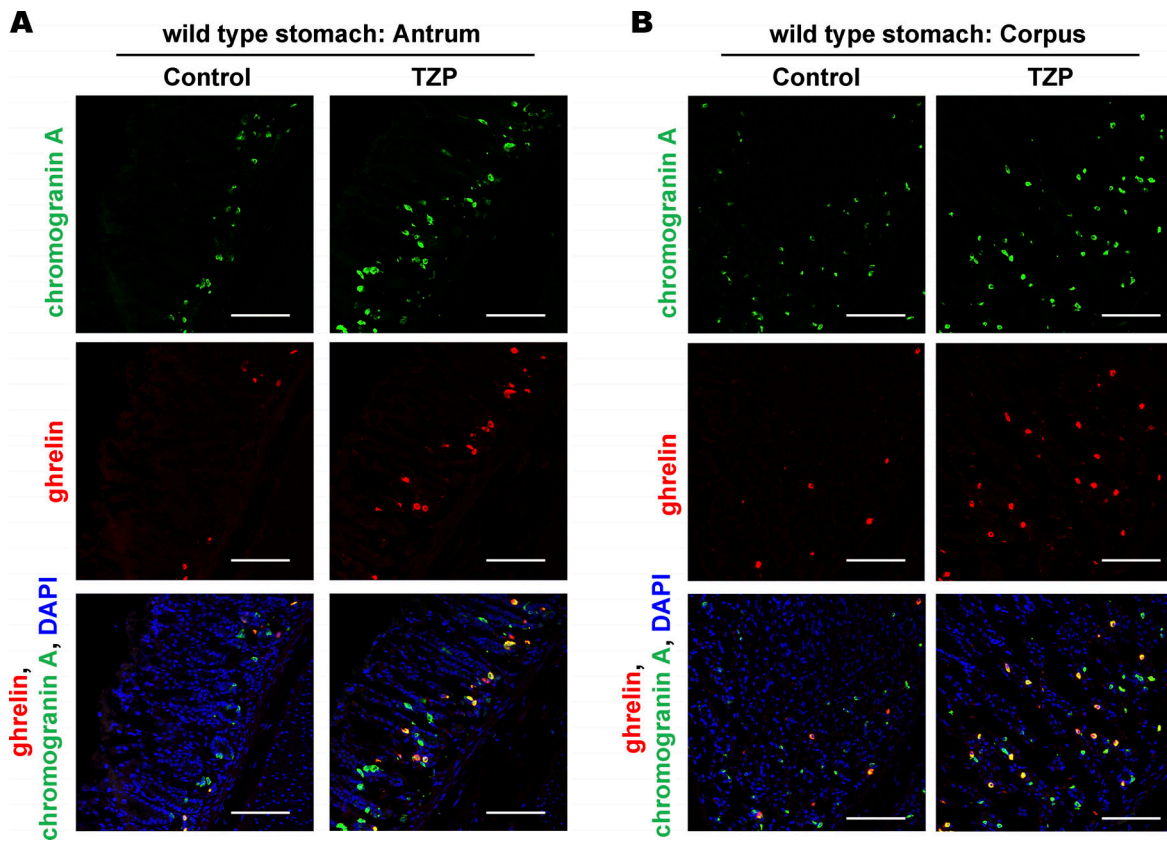 A
wild type stomach: Antrum
Control
TZP
chromogranin A
ghrelin
ghrelin,
chromogranin A, DAPI
B
wild type stomach: Corpus
Control
TZP
chromogranin A
ghrelin
ghrelin,
chromogranin A, DAPI